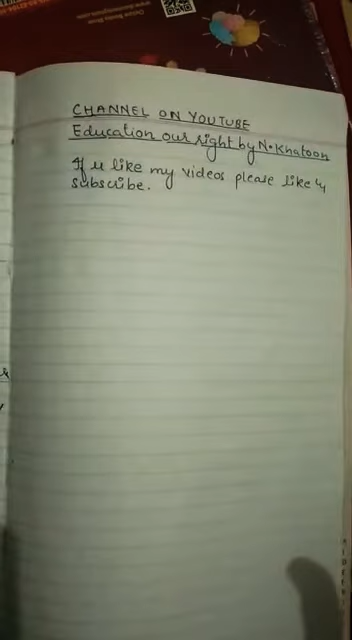 CHANNEL ON YOUTUBE
Education our right by N. Khatoon
If u like my videos please like &
subscribe.